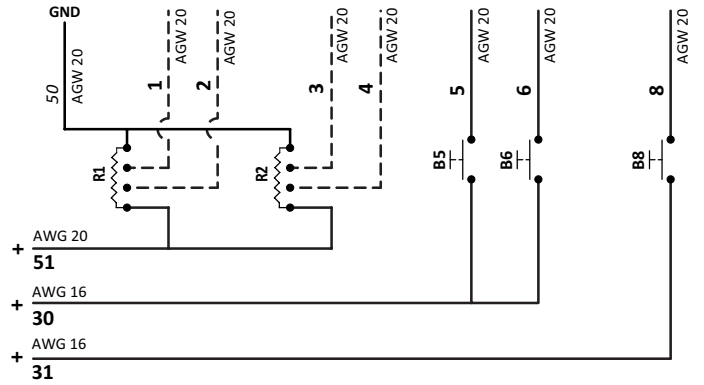 GND
50
AGW 20
1
AGW 20
2
AGW 20
3
AGW 20
4
AGW 20
5
AGW 20
6
AGW 20
8
AGW 20
R1
R2
B5
B6
B8
+ AWG 20
51
+ AWG 16
30
+ AWG 16
31